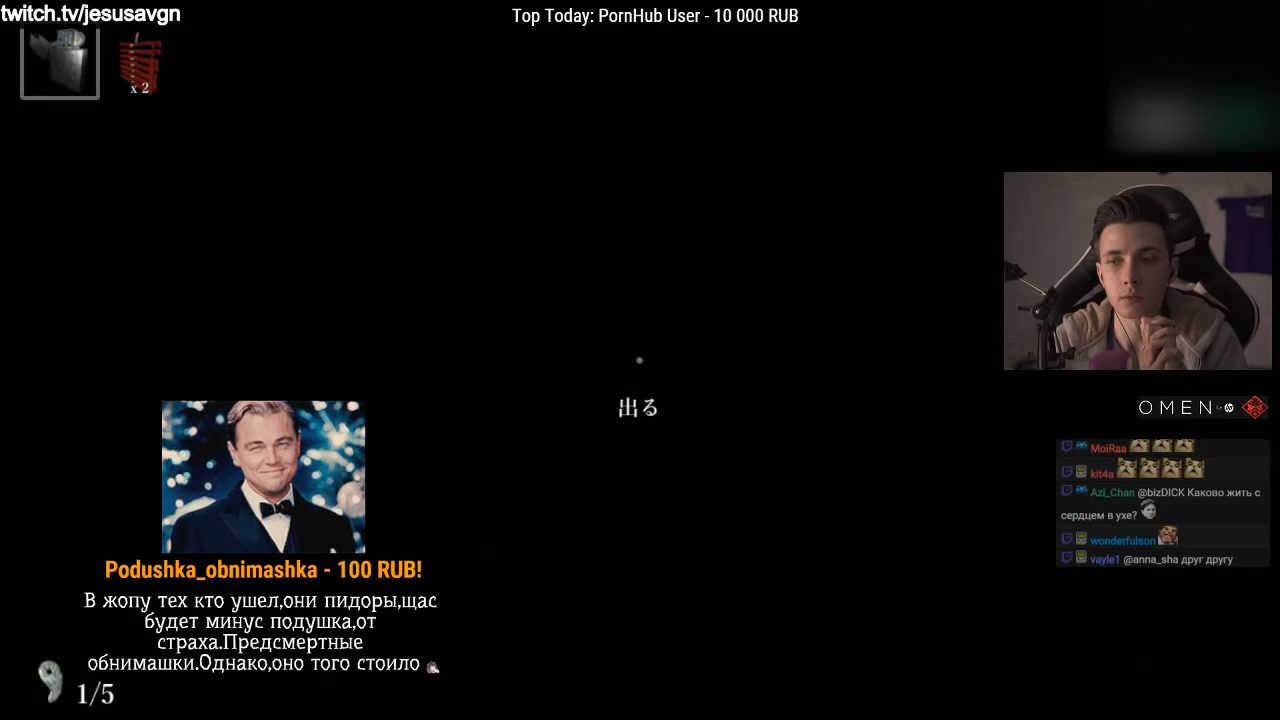 twitch.tv/jesusavgn
Top Today: PornHub User - 10 000 RUB
x 2
出る
OMEN
MoiRaa
kit4a
Azi_Chan @bizDICK Каково жить с
сердцем в ухе?
wonderfulson
vayle1 @anna_sha друг другу
Podushka_obnimashka - 100 RUB!
В жопу тех кто ушел,они пидоры,щас
будет минус подушка,от
страха.Предсмертные
обнимашки.Однако,оно того стоило
1/5